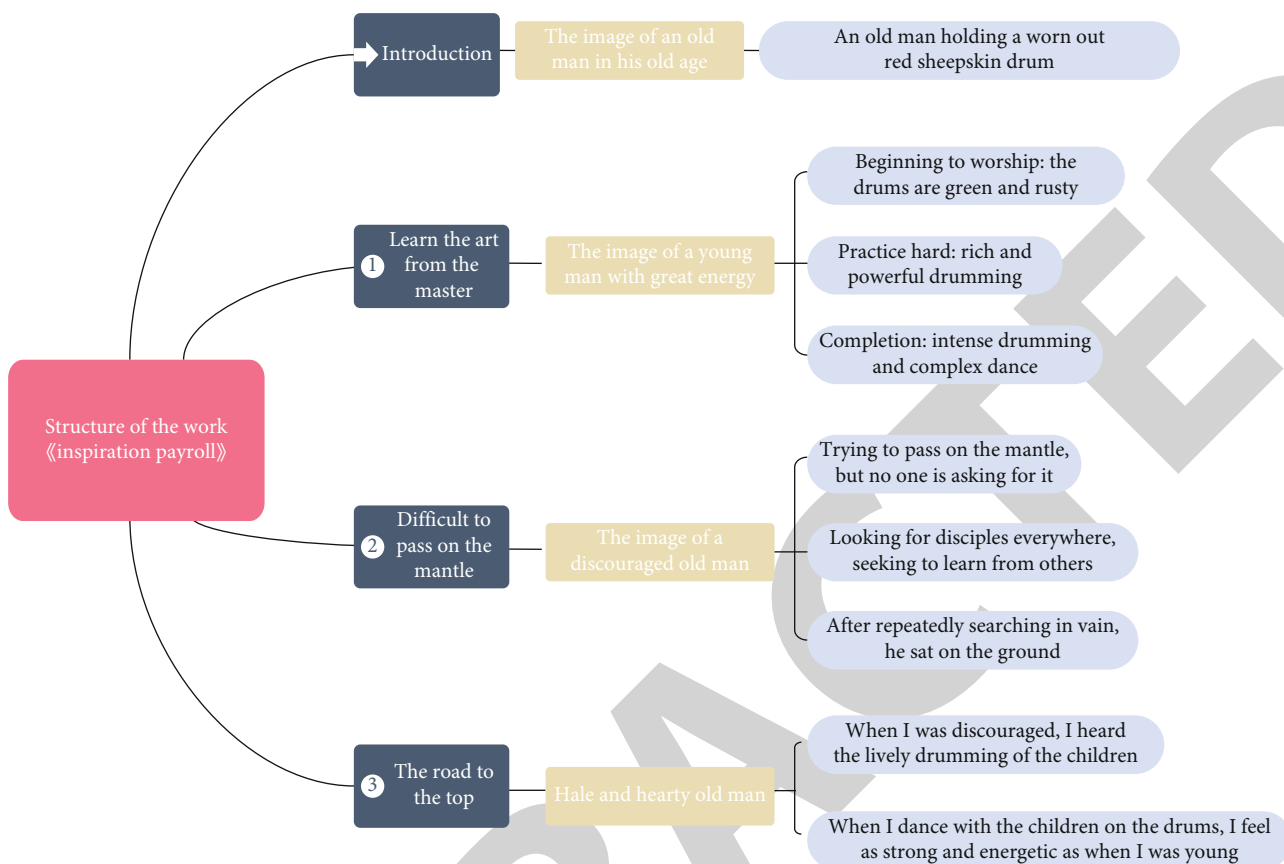 Introduction
The image of an old
man in his old age
An old man holding a worn out
red sheepskin drum
Beginning to worship: the
drums are green and rusty
1
Learn the art
from the
master
The image of a young
man with great energy
Practice hard: rich and
powerful drumming
Completion: intense drumming
and complex dance
Structure of the work
《inspiration payroll》
Trying to pass on the mantle,
but no one is asking for it
2
Difficult to
pass on the
mantle
The image of a
discouraged old man
Looking for disciples everywhere,
seeking to learn from others
After repeatedly searching in vain,
he sat on the ground
When I was discouraged, I heard
the lively drumming of the children
3
The road to
the top
Hale and hearty old man
When I dance with the children on the drums, I feel
as strong and energetic as when I was young